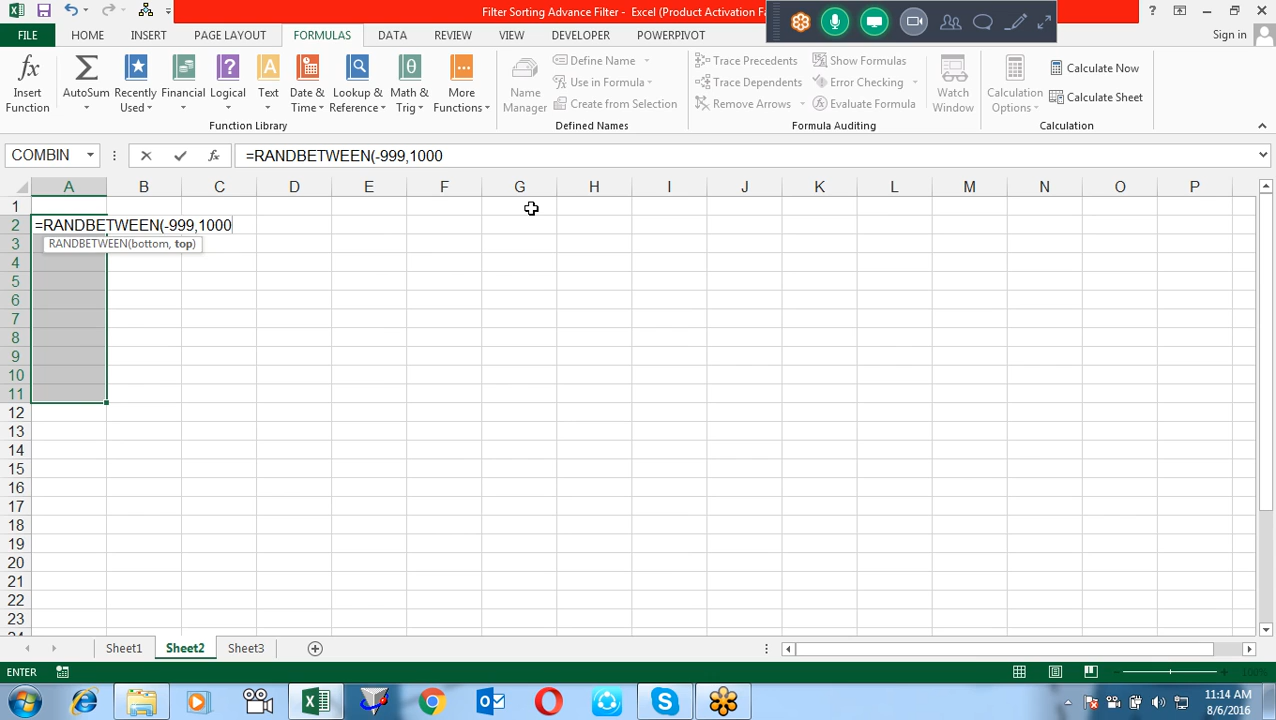 Filter Sorting Advance Filter - Excel (Product Activation Fa
Sign in
FILE HOME INSERT PAGE LAYOUT FORMULAS DATA REVIEW VIEW DEVELOPER POWERPIVOT
Insert Function
AutoSum
Recently Used
Financial
Logical
Text
Date & Time
Lookup & Reference
Math & Trig
More Functions
Function Library
Name Manager
Define Name
Use in Formula
Create from Selection
Defined Names
Trace Precedents
Trace Dependents
Remove Arrows
Show Formulas
Error Checking
Evaluate Formula
Formula Auditing
Watch Window
Calculation Options
Calculate Now
Calculate Sheet
Calculation
COMBIN fx =RANDBETWEEN(-999,1000
A B C D E F G H I J K L M N O P
1
2 =RANDBETWEEN(-999,1000
RANDBETWEEN(bottom, top)
3
4
5
6
7
8
9
10
11
12
13
14
15
16
17
18
19
20
21
22
23
Sheet1 Sheet2 Sheet3
ENTER
100%
11:14 AM
8/6/2016